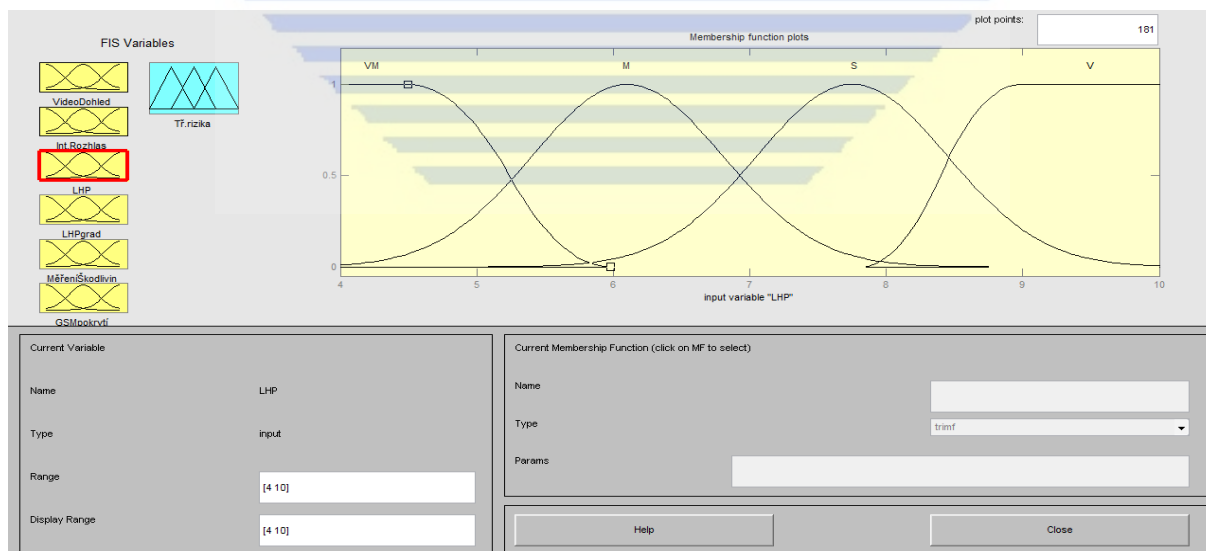 FIS Variables
plot points:
181
Membership function plots
VideoDohled
Tř.rizika
Int.Rozhlas
LHP
LHPgrad
MěřeníŠkodlivin
GSMpokrytí
VM
M
S
V
1
0.5
0
4
5
6
7
8
9
10
input variable "LHP"
Current Variable
Name
LHP
Type
input
Range
[4 10]
Display Range
[4 10]
Current Membership Function (click on MF to select)
Name
Type
trimf
Params
Help
Close